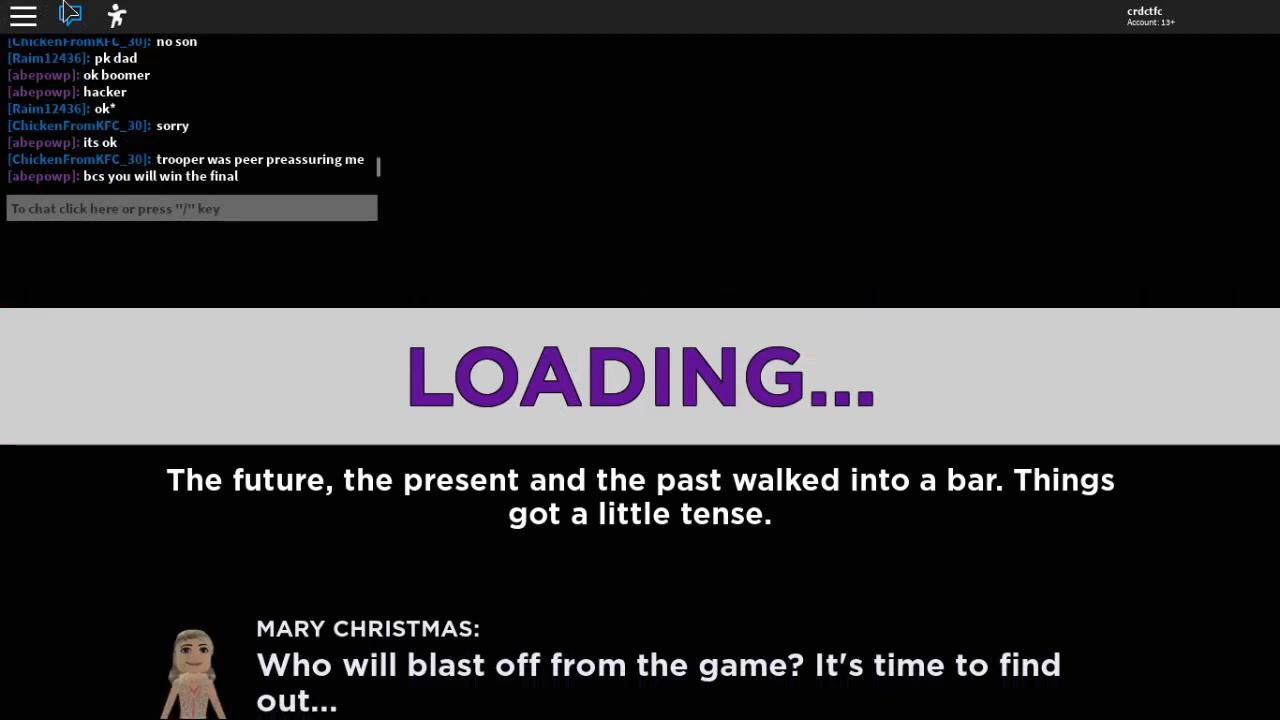 crdctfc
Account: 13+
[ChickenFromKFC_30]: no son
[Raim12436]: pk dad
[abepowp]: ok boomer
[abepowp]: hacker
[Raim12436]: ok*
[ChickenFromKFC_30]: sorry
[abepowp]: its ok
[ChickenFromKFC_30]: trooper was peer preassuring me
[abepowp]: bcs you will win the final
To chat click here or press "/" key
LOADING...
The future, the present and the past walked into a bar. Things
got a little tense.
MARY CHRISTMAS:
Who will blast off from the game? It's time to find
out...